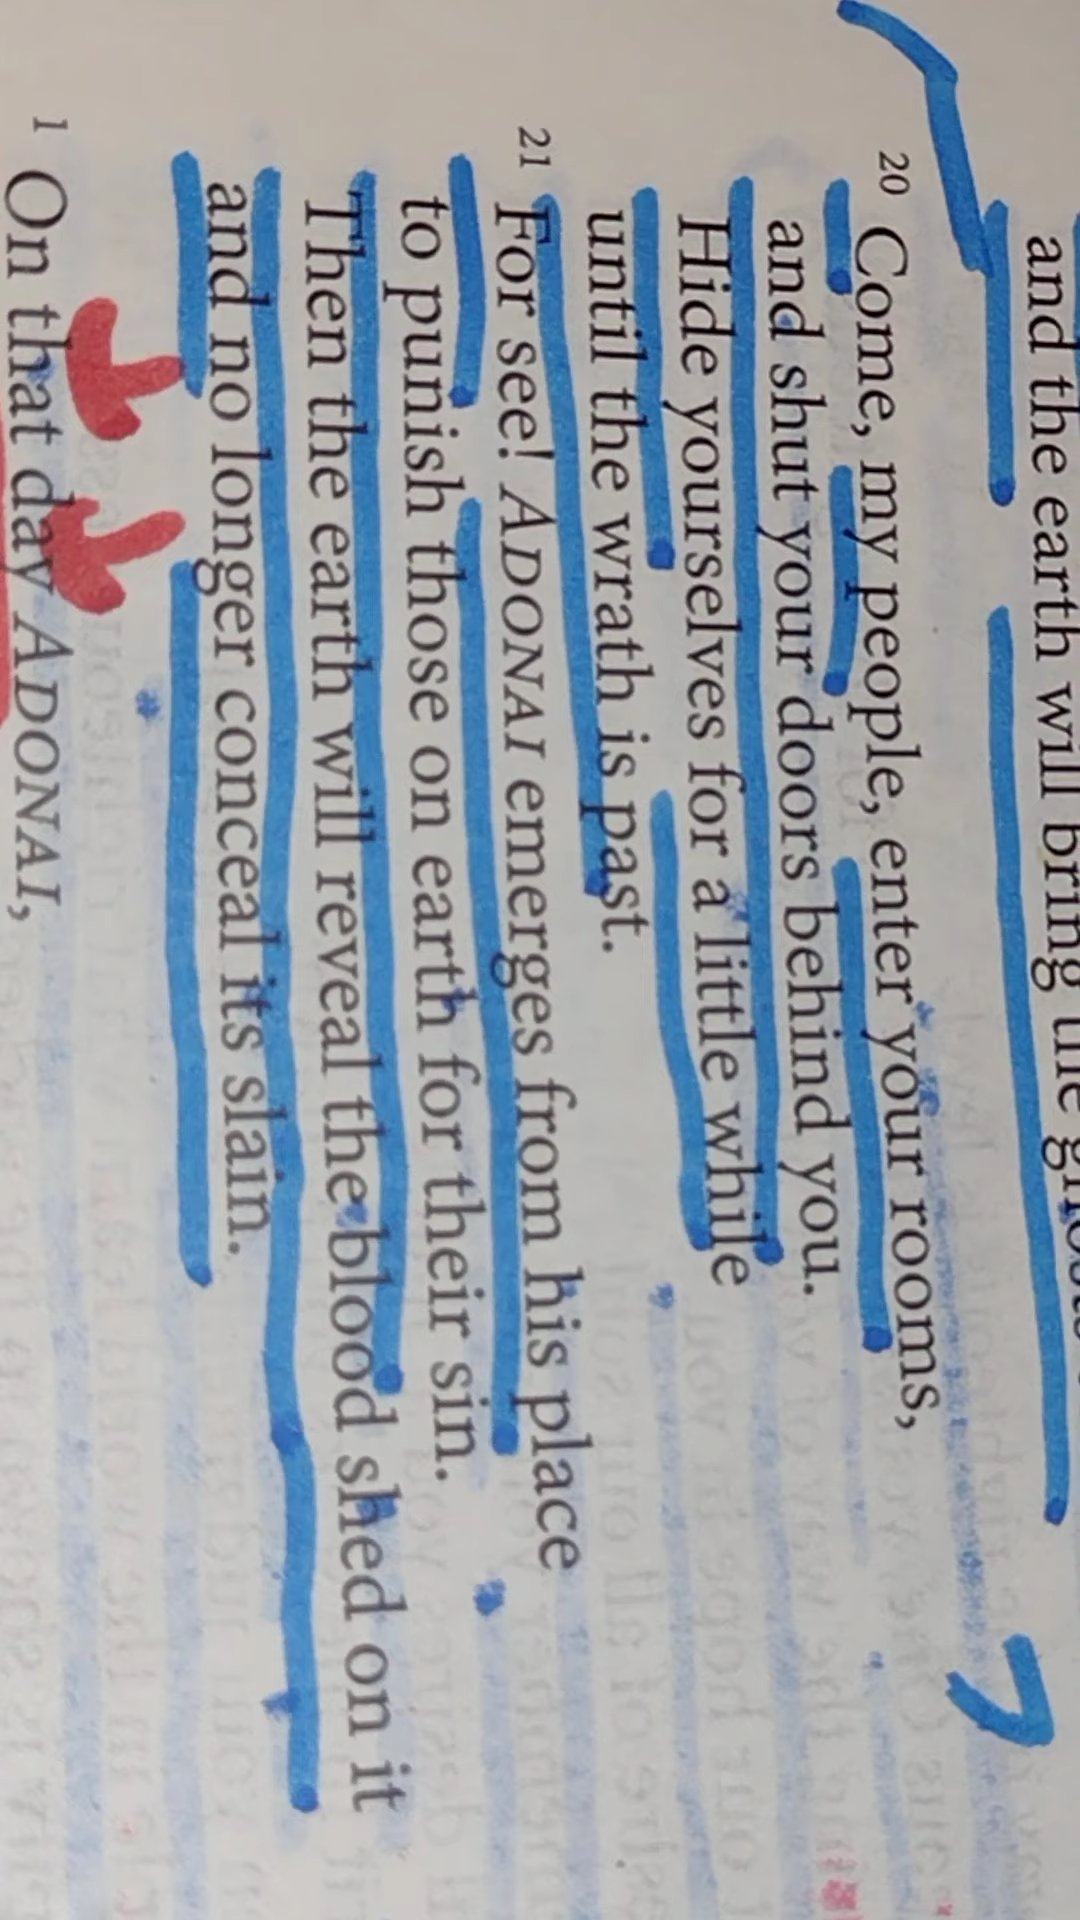 and the earth will bring the ghosts
20 Come, my people, enter your rooms,
and shut your doors behind you.
Hide yourselves for a little while
until the wrath is past.
21 For see! ADONAI emerges from his place
to punish those on earth for their sin.
Then the earth will reveal the blood shed on it
and no longer conceal its slain.
1 On that day ADONAI,